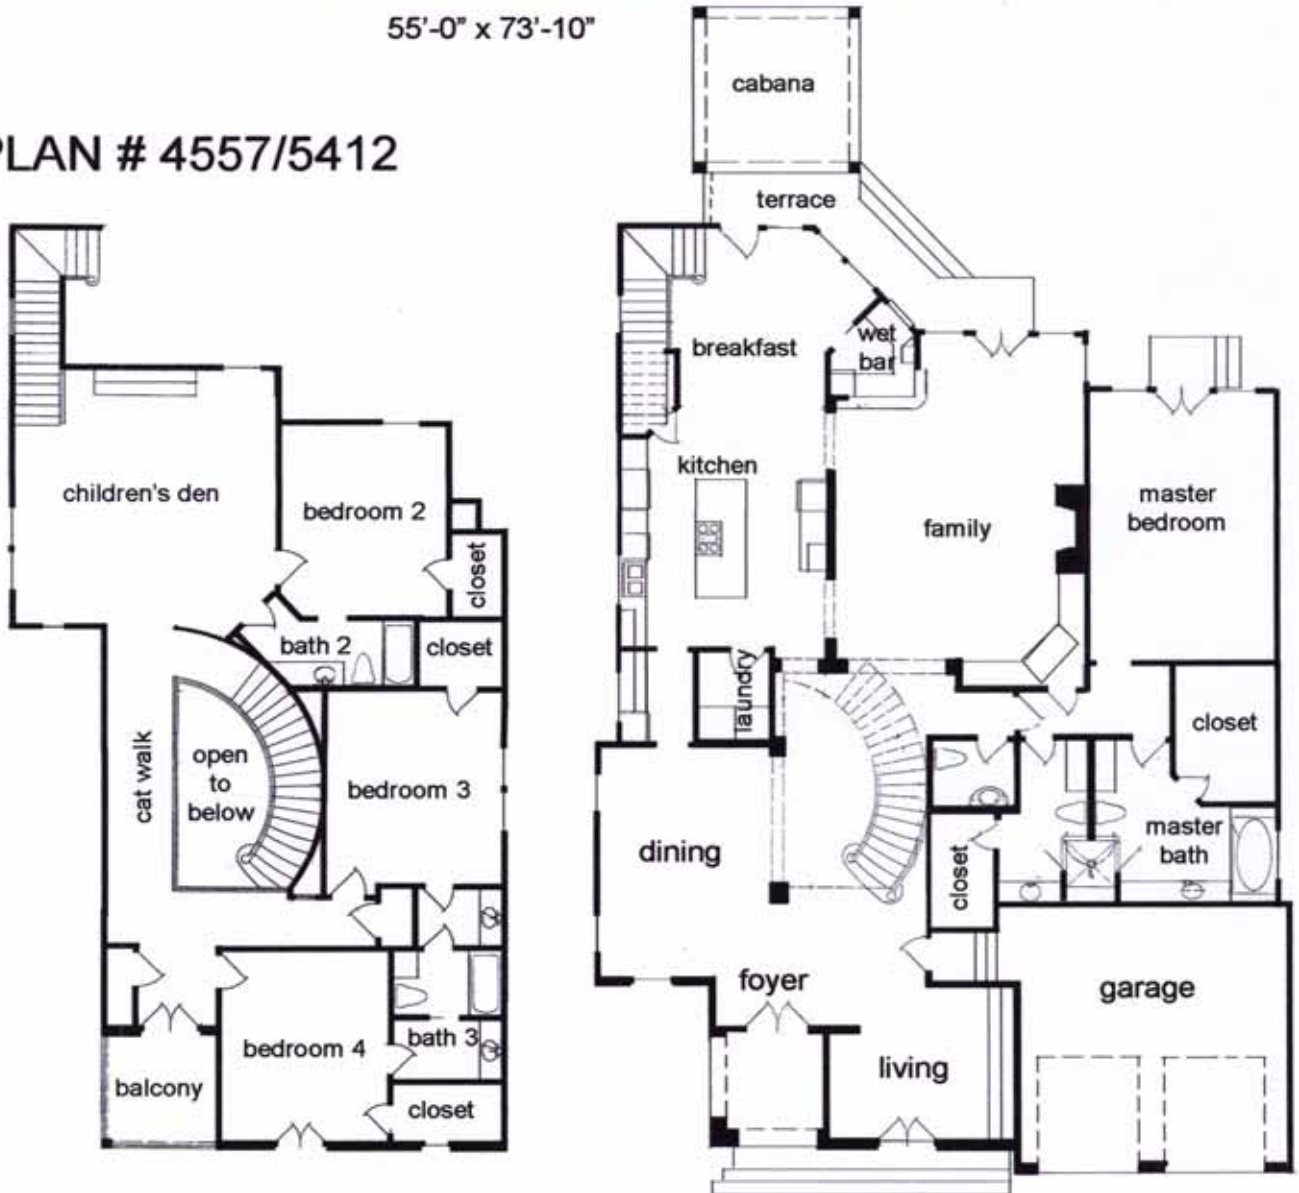 55'-0" x 73'-10"
PLAN # 4557/5412
children's den
bedroom 2
closet
bath 2
closet
cat walk
open
to
below
bedroom 3
bedroom 4
bath 3
balcony
closet
cabana
terrace
breakfast
wet
bar
kitchen
family
master
bedroom
laundry
closet
dining
master
bath
closet
foyer
garage
living